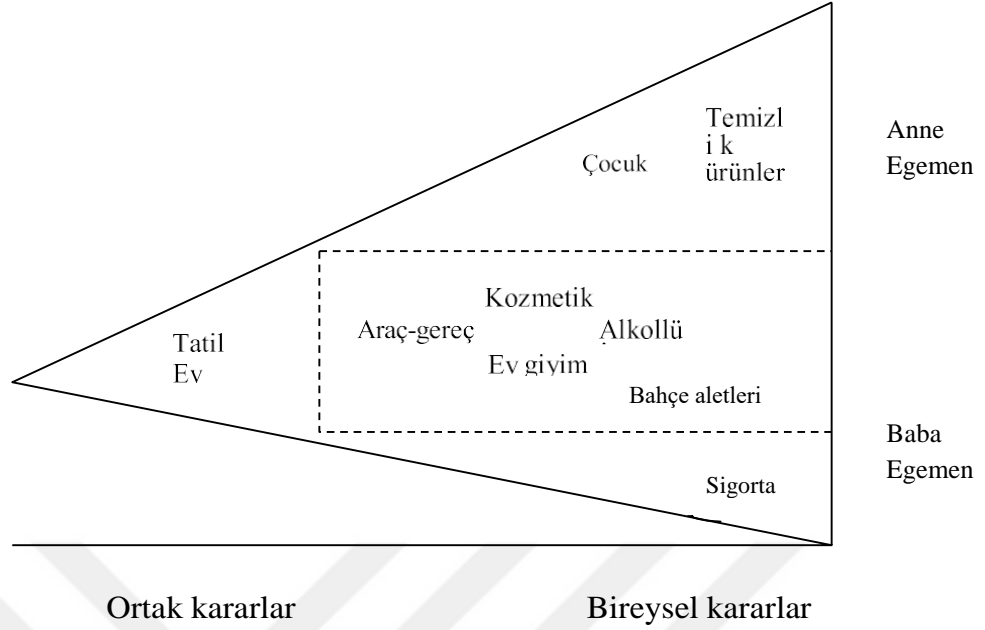 Temizl
i k
ürünler
Çocuk
Anne
Egemen
Kozmetik
Araç-gereç
Alkollü
Ev giyim
Bahçe aletleri
Tatil
Ev
Baba
Egemen
Sigorta
Ortak kararlar
Bireysel kararlar